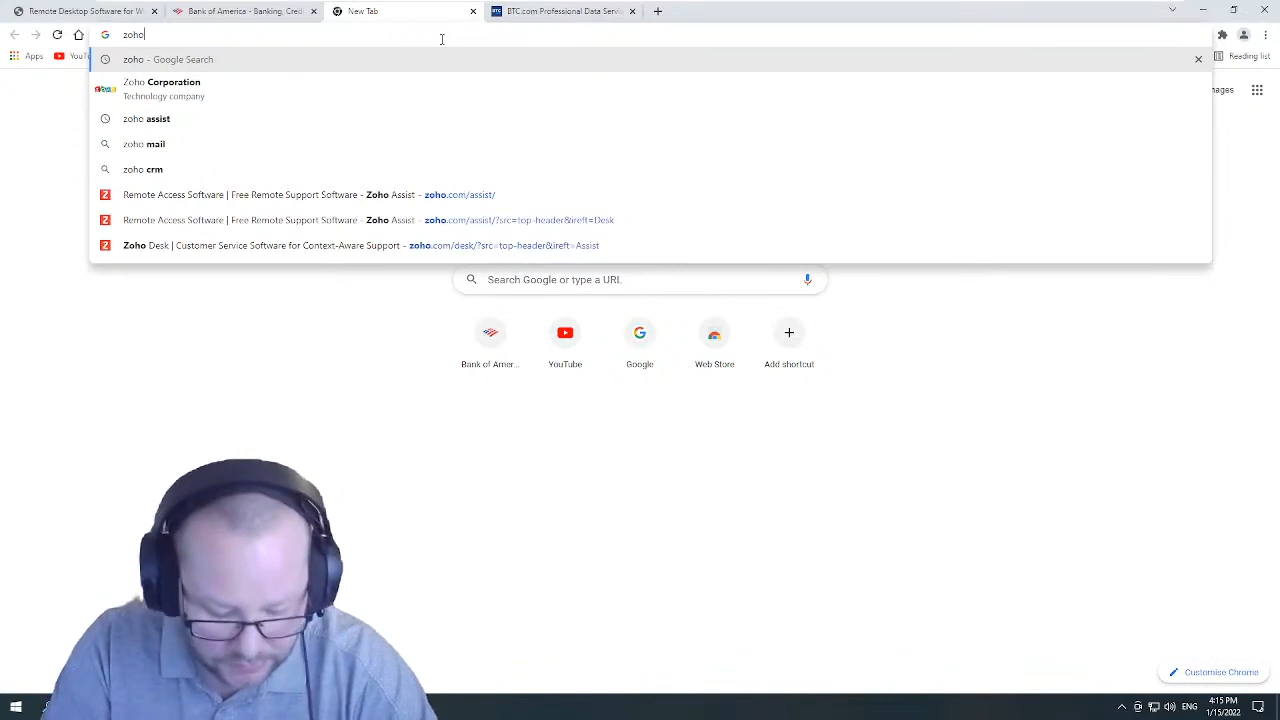 Remote Desktop Software for Wi
Bank of America - Banking, Credi
New Tab
BTC.com Professional Data Servi
zoho
Apps
YouTu
Reading list
zoho - Google Search
Zoho Corporation
Technology company
zoho assist
zoho mail
zoho crm
Remote Access Software | Free Remote Support Software - Zoho Assist - zoho.com/assist/
Remote Access Software | Free Remote Support Software - Zoho Assist - zoho.com/assist/?src=top-header&ireft=Desk
Zoho Desk | Customer Service Software for Context-Aware Support - zoho.com/desk/?src=top-header&ireft=Assist
mages
Search Google or type a URL
Bank of Amer...
YouTube
Google
Web Store
Add shortcut
Customise Chrome
ENG
4:15 PM
1/15/2022